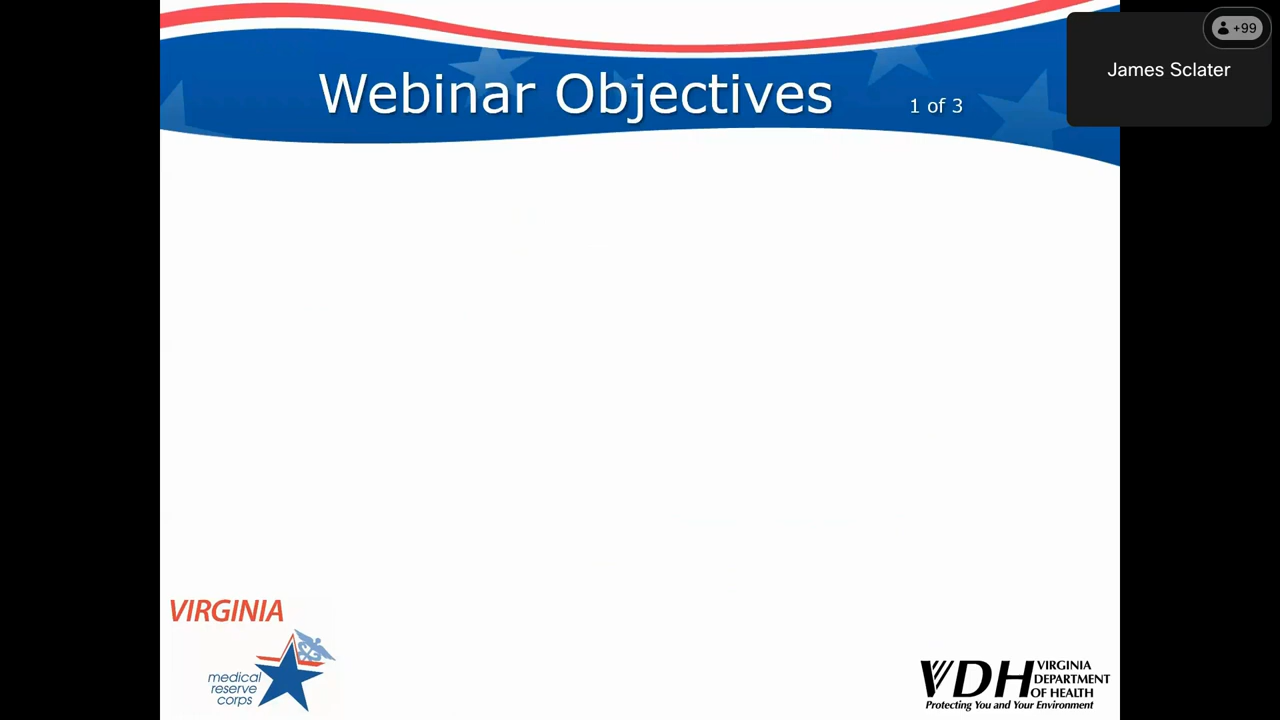 Webinar Objectives 1 of 3
+99
James Sclater
VIRGINIA
medical
reserve
corps
VDH VIRGINIA
DEPARTMENT
OF HEALTH
Protecting You and Your Environment